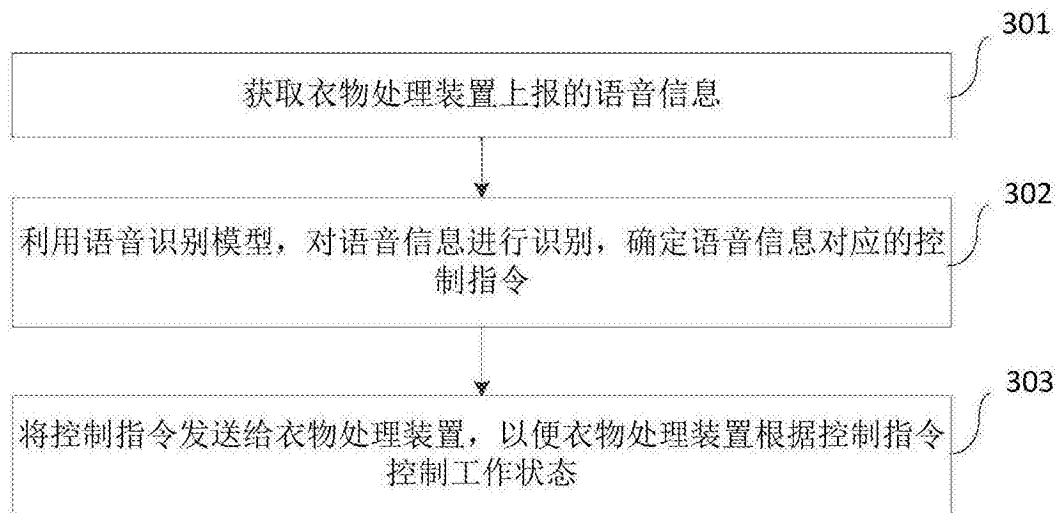 301
获取衣物处理装置上报的语音信息
302
利用语音识别模型，对语音信息进行识别，确定语音信息对应的控
制指令
303
将控制指令发送给衣物处理装置，以便衣物处理装置根据控制指令
控制工作状态